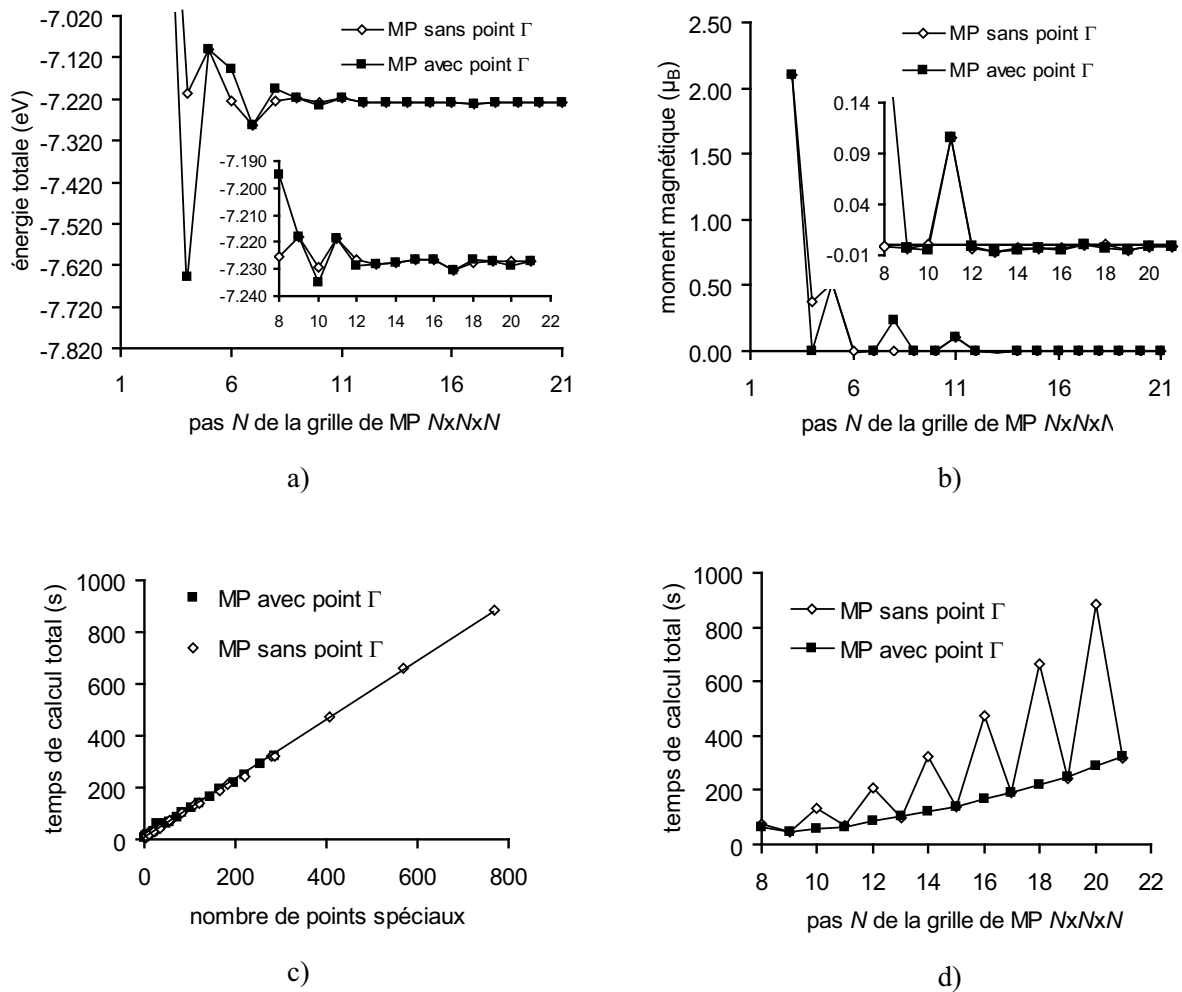 énergie totale (eV)
-7.020
-7.120
-7.220
-7.320
-7.420
-7.520
-7.620
-7.720
-7.820
MP sans point Γ
MP avec point Γ
-7.190
-7.200
-7.210
-7.220
-7.230
-7.240
8 10 12 14 16 18 20 22
1 6 11 16 21
pas N de la grille de MP NxNxN
a)
moment magnétique (μB)
2.50
2.00
1.50
1.00
0.50
0.00
MP sans point Γ
MP avec point Γ
0.14
0.09
0.04
-0.01
8 10 12 14 16 18 20
1 6 11 16 21
pas N de la grille de MP NxNxN
b)
temps de calcul total (s)
1000
800
600
400
200
0
MP avec point Γ
MP sans point Γ
0 200 400 600 800
nombre de points spéciaux
c)
temps de calcul total (s)
1000
800
600
400
200
0
MP sans point Γ
MP avec point Γ
8 10 12 14 16 18 20 22
pas N de la grille de MP NxNxN
d)